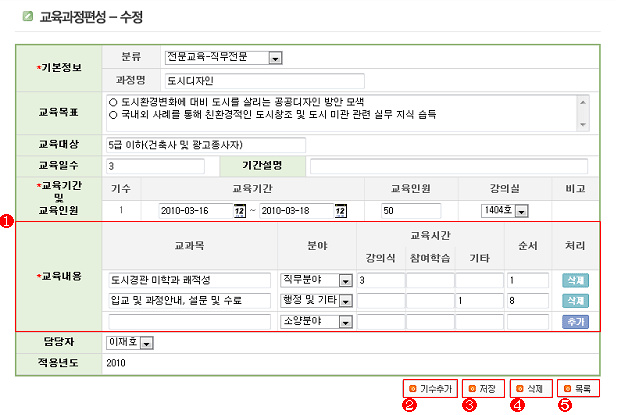 교육과정편성 – 수정
*기본정보 분류 전문교육-직무전문
과정명 도시디자인
교육목표 ○ 도시환경변화에 대비 도시를 살리는 공공디자인 방안 모색
○ 국내외 사례를 통해 친환경적인 도시창조 및 도시 미관 관련 실무 지식 습득
교육대상 5급 이하(건축사 및 광고종사자)
교육일수 3 기간설명
*교육기간 및 교육인원 기수 교육기간 교육인원 강의실 비고
1 2010-03-16 12 ~ 2010-03-18 12 50 1404호
1
*교육내용 교과목 분야 교육시간 순서 처리
강의식 참여학습 기타
도시경관 미학과 쾌적성 직무분야 3 1 삭제
입교 및 과정안내, 설문 및 수료 행정 및 기타 1 8 삭제
소양분야 추가
담당자 이재호
적용년도 2010
기수추가 저장 삭제 목록
2 3 4 5